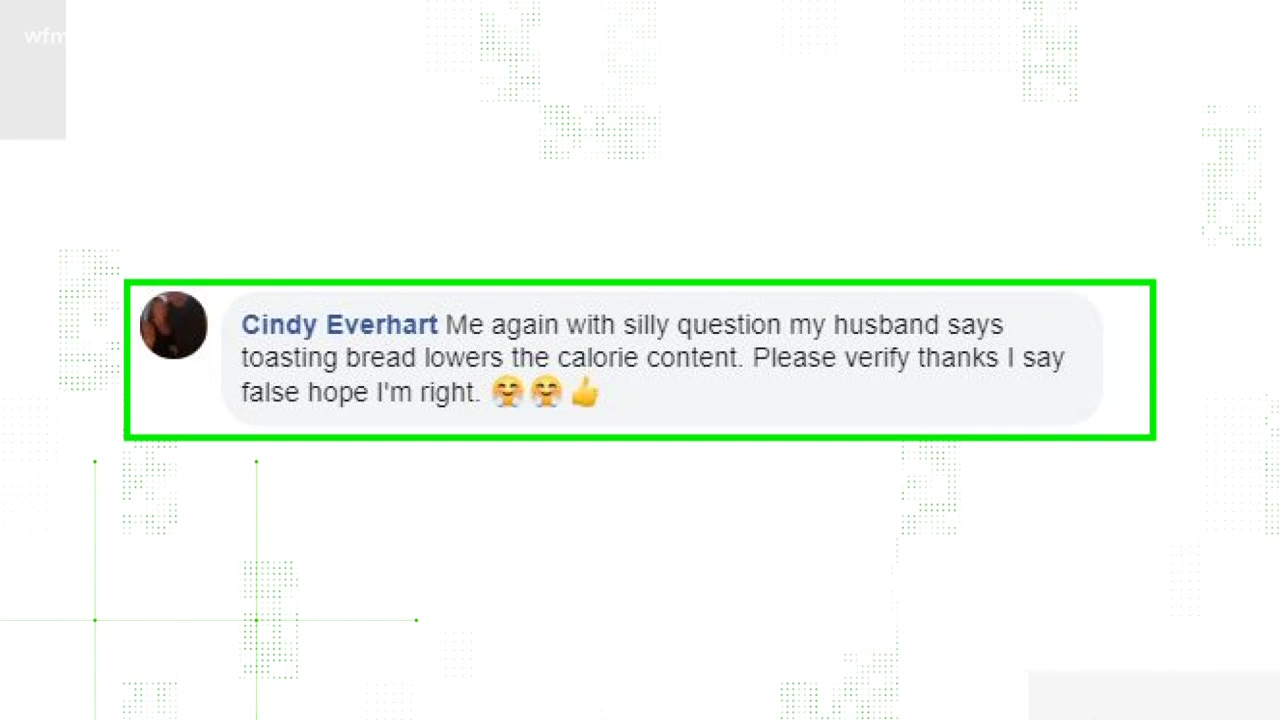 wfm
Cindy Everhart Me again with silly question my husband says
toasting bread lowers the calorie content. Please verify thanks I say
false hope I'm right. 🤗🤗👍